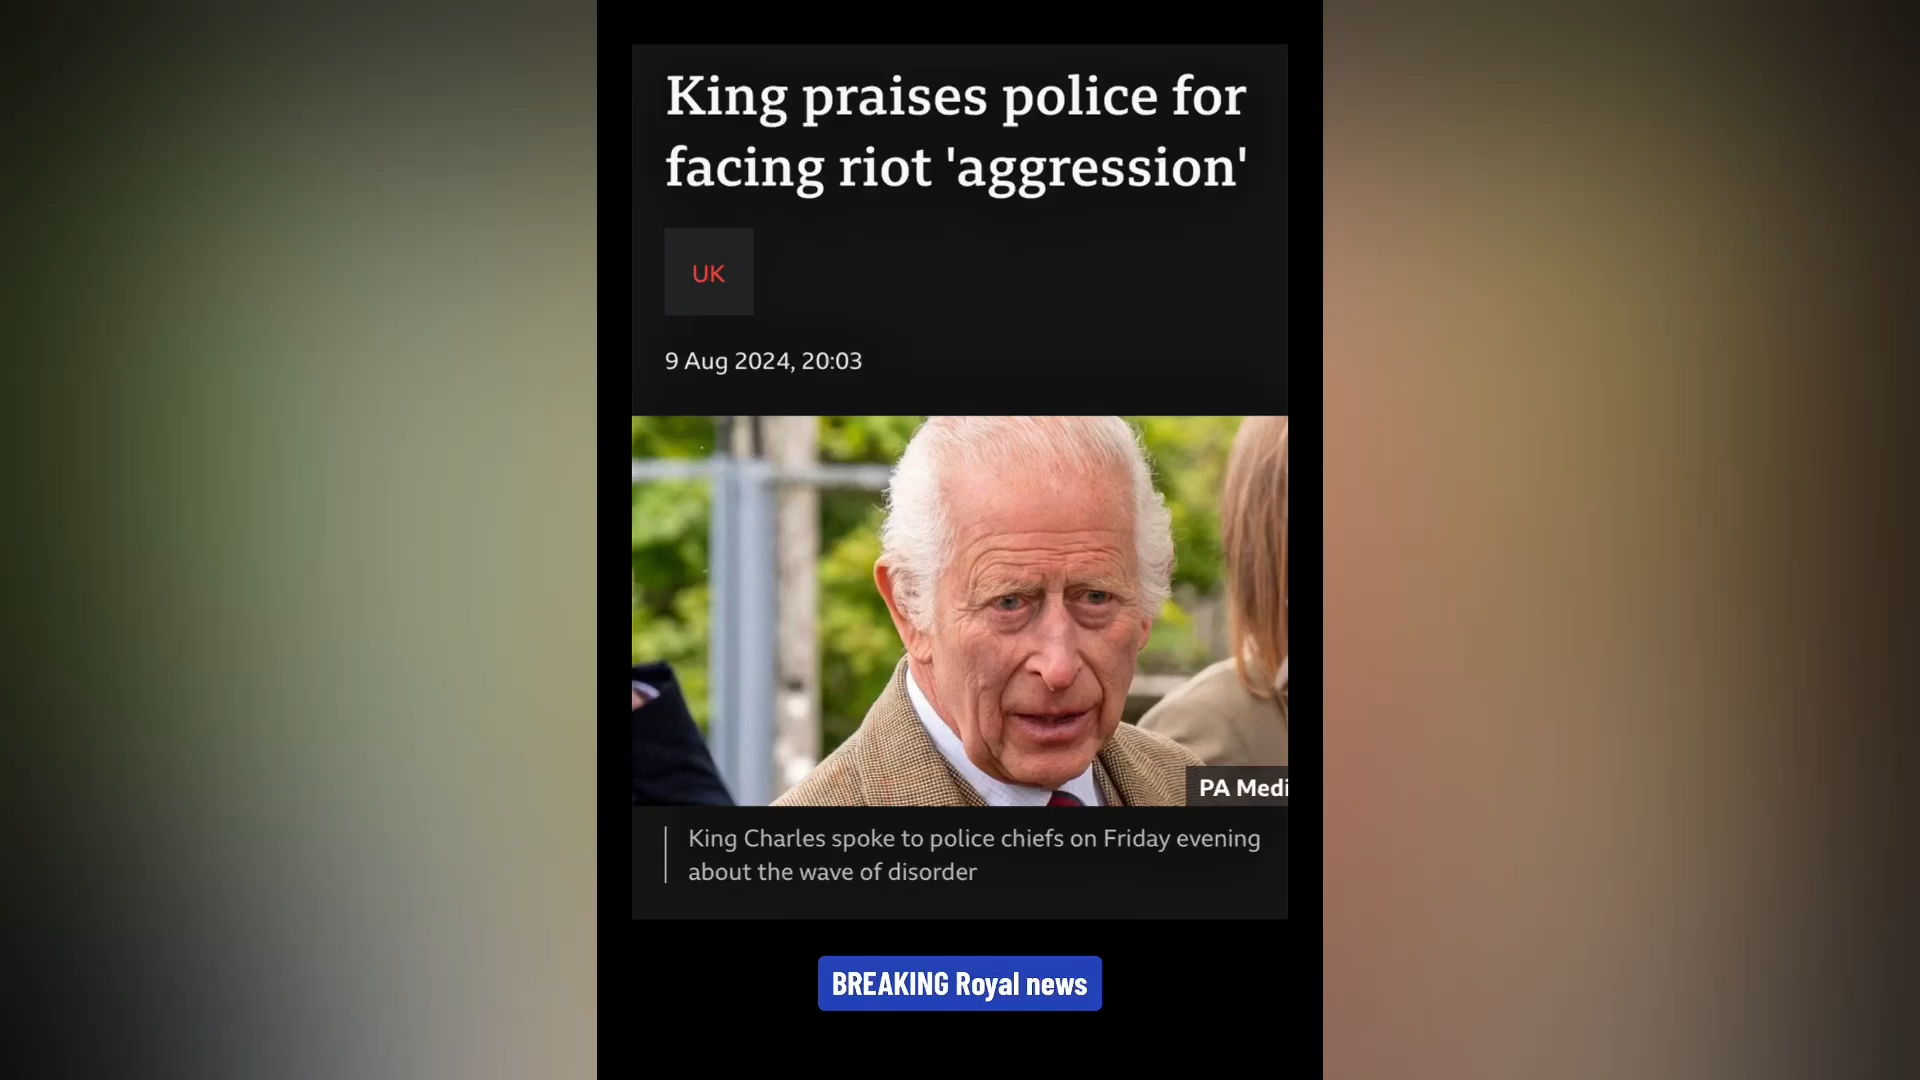 King praises police for
facing riot 'aggression'
UK
9 Aug 2024, 20:03
PA Medi
King Charles spoke to police chiefs on Friday evening
about the wave of disorder
BREAKING Royal news